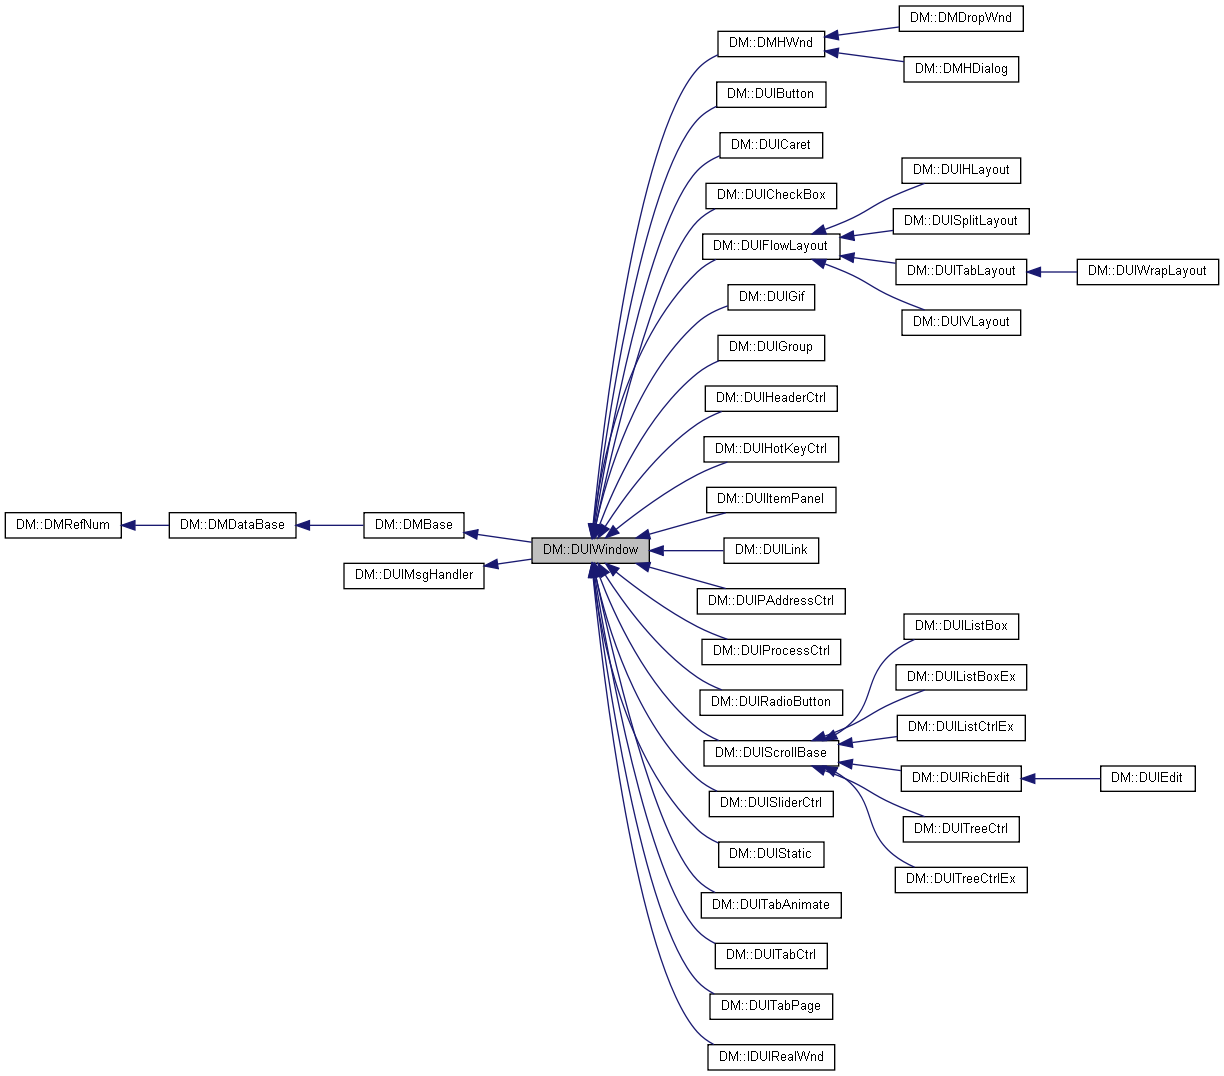 DM::DMDropWnd
DM::DMHWnd
DM::DMHDialog
DM::DUIButton
DM::DUICaret
DM::DUIHLayout
DM::DUICheckBox
DM::DUISplitLayout
DM::DUIFlowLayout
DM::DUITabLayout
DM::DUIWrapLayout
DM::DUIGif
DM::DUIVLayout
DM::DUIGroup
DM::DUIHeaderCtrl
DM::DUIHotKeyCtrl
DM::DUIItemPanel
DM::DMRefNum
DM::DMDataBase
DM::DMBase
DM::DUIWindow
DM::DUILink
DM::DUIMsgHandler
DM::DUIPAddressCtrl
DM::DUIListBox
DM::DUIProcessCtrl
DM::DUIListBoxEx
DM::DUIRadioButton
DM::DUIListCtrlEx
DM::DUIScrollBase
DM::DUIRichEdit
DM::DUIEdit
DM::DUISliderCtrl
DM::DUITreeCtrl
DM::DUIStatic
DM::DUITreeCtrlEx
DM::DUITabAnimate
DM::DUITabCtrl
DM::DUITabPage
DM::IDUIRealWnd